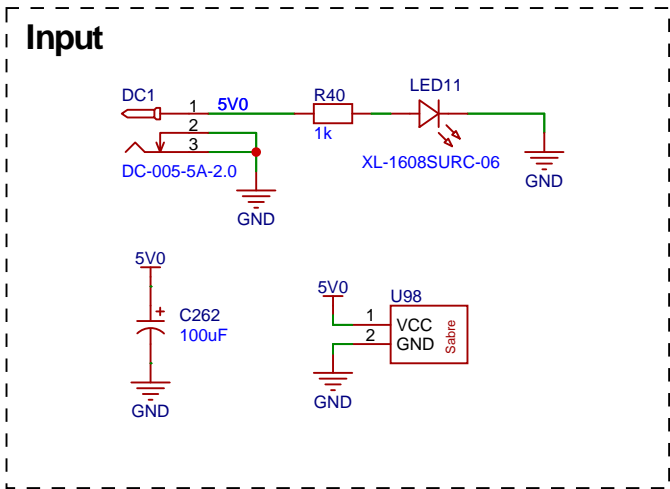 Input
DC1
1
5V0
2
3
DC-005-5A-2.0
GND
R40
1k
LED11
XL-1608SURC-06
GND
5V0
+
C262
100uF
GND
5V0
U98
1
VCC
2
GND
Sabre
GND